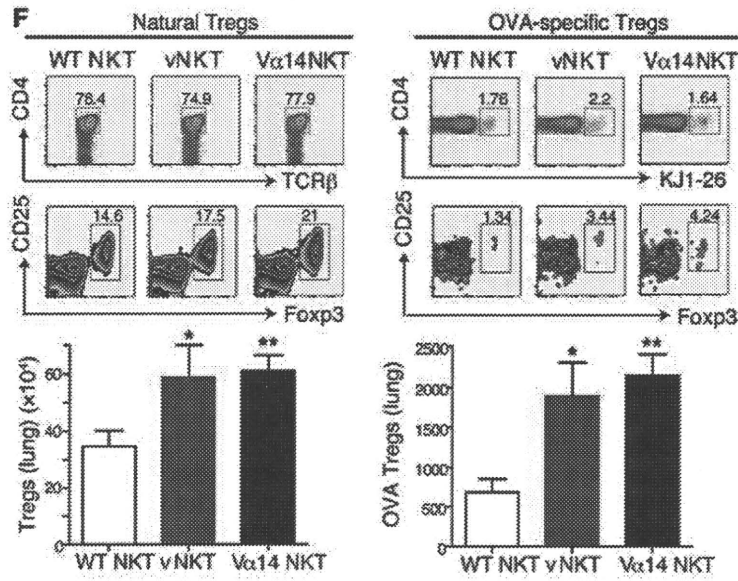 F
Natural Tregs
OVA-specific Tregs
WT NKT vNKT Vα14NKT
WT NKT vNKT Vα14NKT
CD4
76.4 74.9 77.9
TCRβ
CD4
1.76 2.2 1.64
KJ1-26
CD25
14.6 17.5 21
Foxp3
CD25
1.34 3.44 4.24
Foxp3
Tregs (lung) (×10⁴)
60
40
20
0
* **
WT NKT vNKT Vα14 NKT
OVA Tregs (lung)
2500
2000
1500
1000
500
0
* **
WT NKT vNKT Vα14 NKT